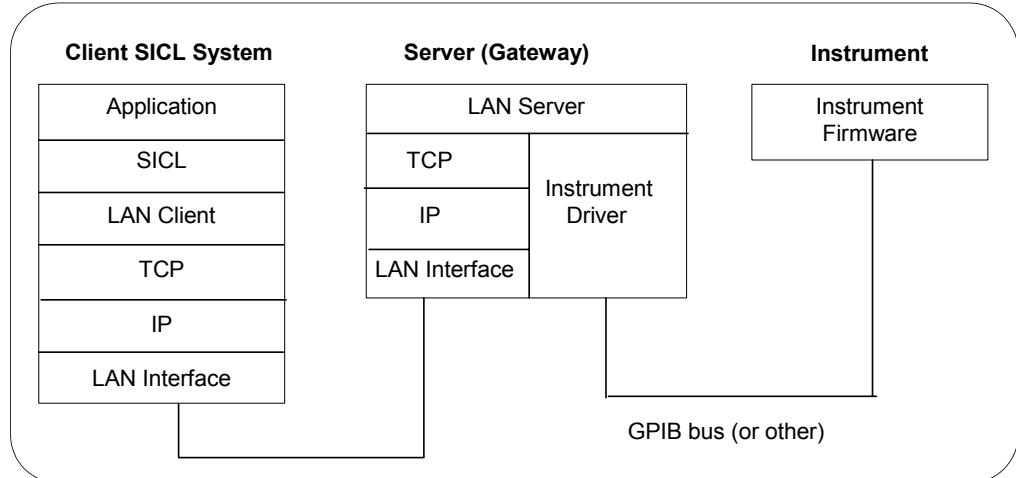 Client SICL System
Application
SICL
LAN Client
TCP
IP
LAN Interface
Server (Gateway)
LAN Server
TCP
IP
LAN Interface
Instrument
Driver
Instrument
Instrument
Firmware
GPIB bus (or other)